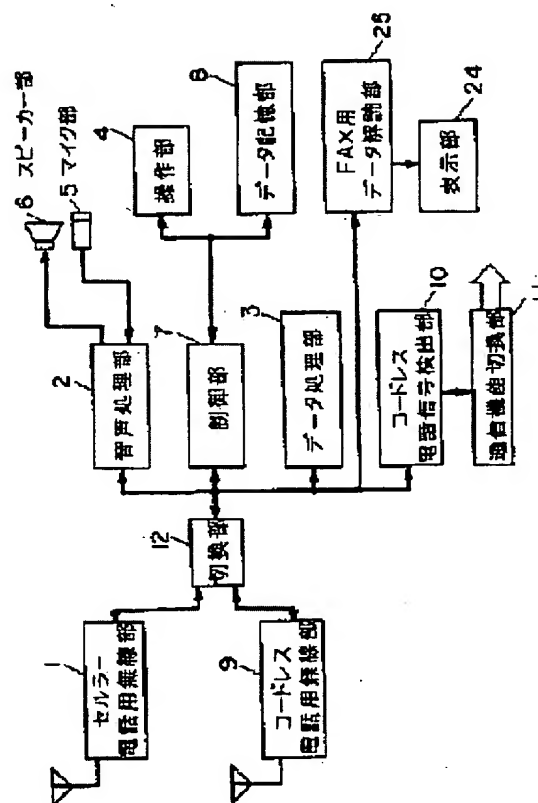 6 スピーカー部
5 マイク部
2
音声処理部
4
操作部
8
データ記憶部
7
制御部
3
データ処理部
25
FAX用
データ解読部
24
表示部
10
コードレス
電話信号検出部
11
通信機能切換部
12
切換部
1
セルラー
電話用無線部
9
コードレス
電話用無線部